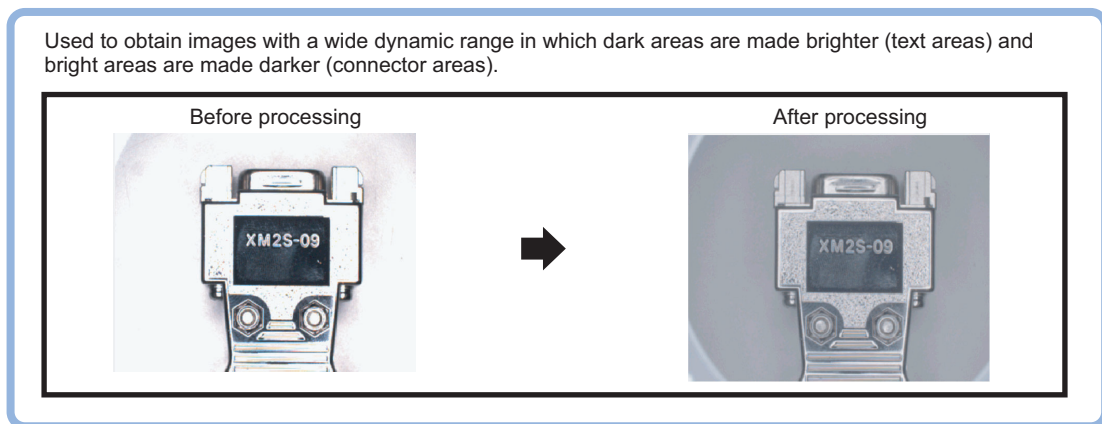 Used to obtain images with a wide dynamic range in which dark areas are made brighter (text areas) and
bright areas are made darker (connector areas).
Before processing
After processing
XM2S-09
XM2S-09